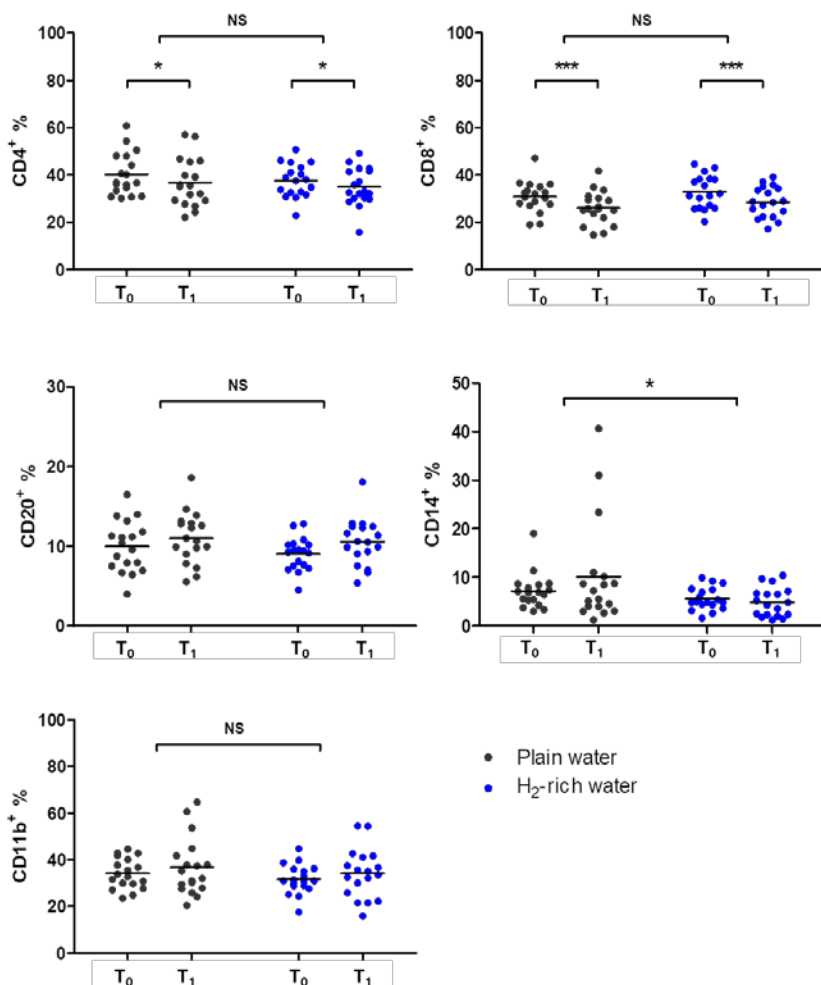 NS
* *
100
80
60
40
20
0
CD4⁺ %
T₀ T₁ T₀ T₁
NS
*** ***
100
80
60
40
20
0
CD8⁺ %
T₀ T₁ T₀ T₁
NS
30
20
10
0
CD20⁺ %
T₀ T₁ T₀ T₁
*
50
40
30
20
10
0
CD14⁺ %
T₀ T₁ T₀ T₁
NS
100
80
60
40
20
0
CD11b⁺ %
T₀ T₁ T₀ T₁
Plain water
H₂-rich water